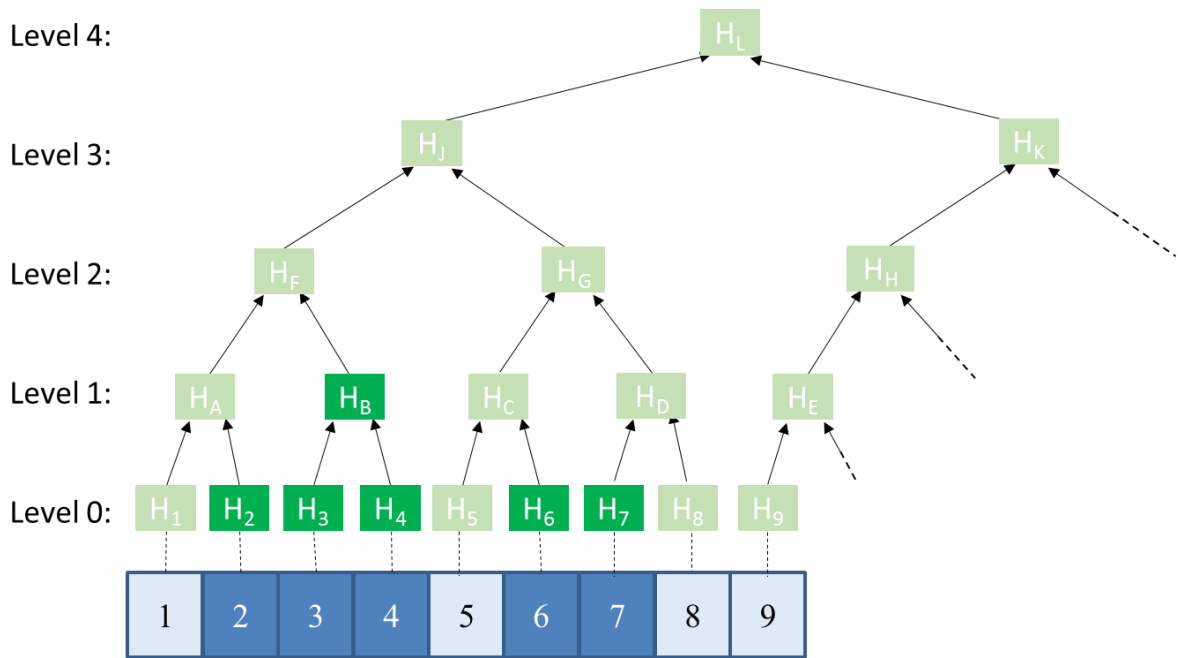 Level 4: H_L
Level 3: H_J H_K
Level 2: H_F H_G H_H
Level 1: H_A H_B H_C H_D H_E
Level 0: H_1 H_2 H_3 H_4 H_5 H_6 H_7 H_8 H_9
1 2 3 4 5 6 7 8 9